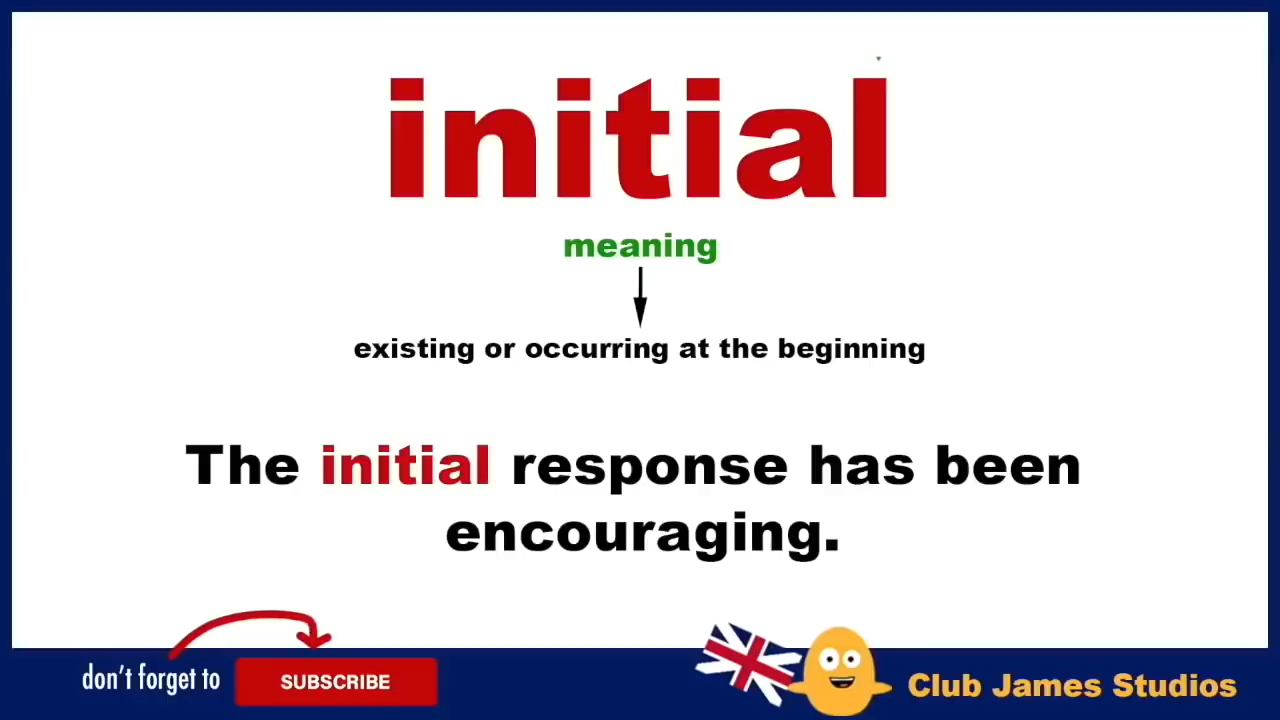 initial
meaning
existing or occurring at the beginning
The initial response has been
encouraging.
don't forget to
SUBSCRIBE
Club James Studios